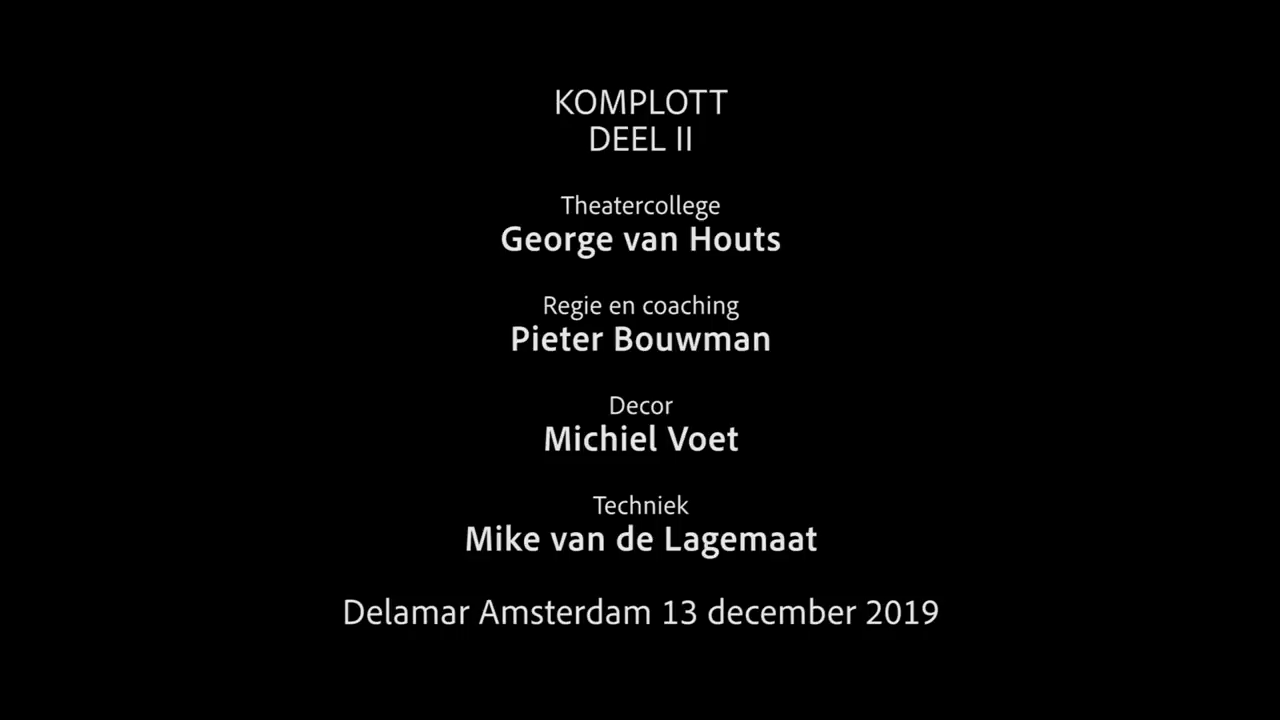 KOMPLOTT
DEEL II
Theatercollege
George van Houts
Regie en coaching
Pieter Bouwman
Decor
Michiel Voet
Techniek
Mike van de Lagemaat
Delamar Amsterdam 13 december 2019